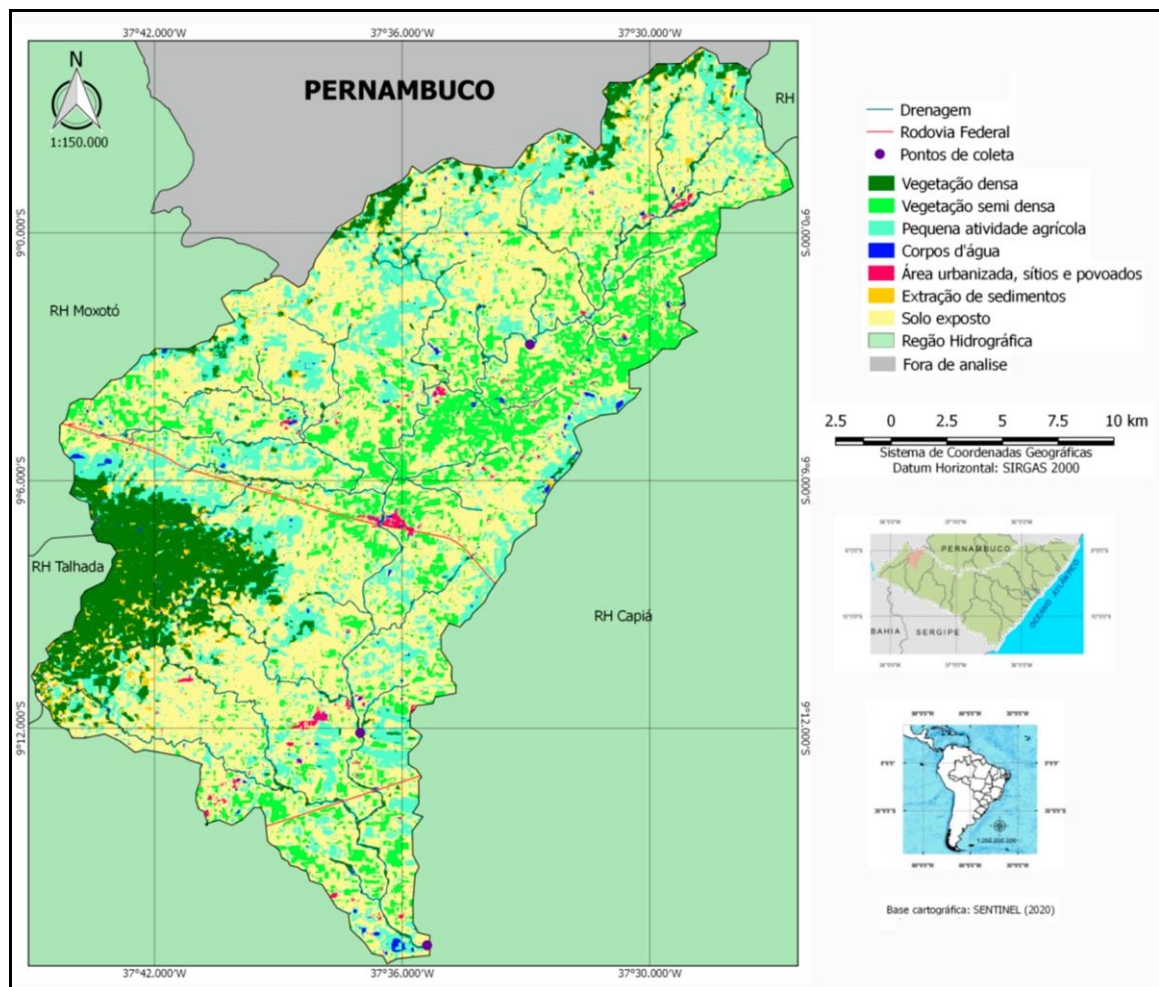 37°42.000'W 37°36.000'W 37°30.000'W
N
1:150.000
PERNAMBUCO
RH
9°0.000'S 9°0.000'S
RH Moxotó
9°6.000'S 9°6.000'S
RH Talhada
RH Capiá
9°12.000'S 9°12.000'S
37°42.000'W 37°36.000'W 37°30.000'W
Drenagem
Rodovia Federal
Pontos de coleta
Vegetação densa
Vegetação semi densa
Pequena atividade agrícola
Corpos d'água
Área urbanizada, sítios e povoados
Extração de sedimentos
Solo exposto
Região Hidrográfica
Fora de analise
2.5 0 2.5 5 7.5 10 km
Sistema de Coordenadas Geográficas
Datum Horizontal: SIRGAS 2000
PERNAMBUCO
OCEANO ATLÂNTICO
BAHIA SERGIPE
Base cartográfica: SENTINEL (2020)